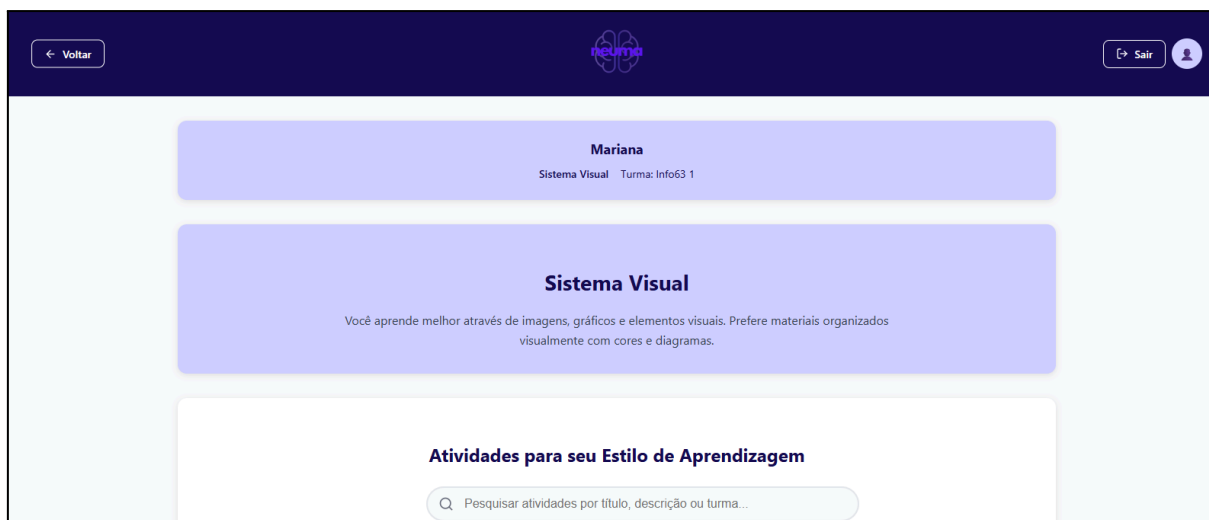 ← Voltar
neuma
Sair
Mariana
Sistema Visual Turma: Info63 1
Sistema Visual
Você aprende melhor através de imagens, gráficos e elementos visuais. Prefere materiais organizados
visualmente com cores e diagramas.
Atividades para seu Estilo de Aprendizagem
Pesquisar atividades por título, descrição ou turma...